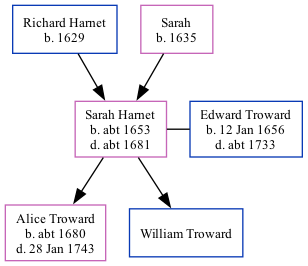 Richard Harnet
b. 1629
Sarah
b. 1635
Sarah Harnet
b. abt 1653
d. abt 1681
Edward Troward
b. 12 Jan 1656
d. abt 1733
Alice Troward
b. abt 1680
d. 28 Jan 1743
William Troward